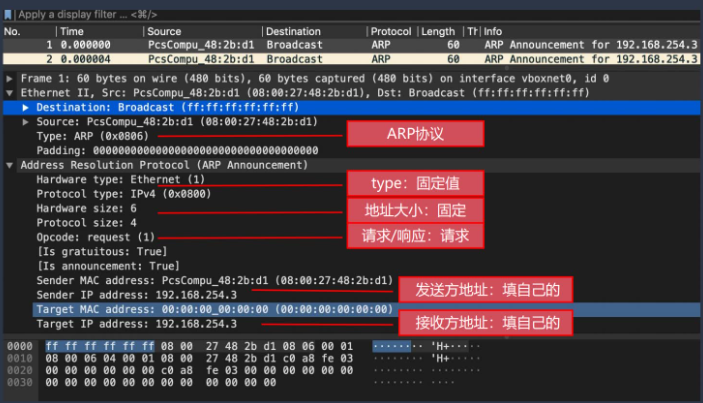 Apply a display filter ... <⌘/>
No. Time Source Destination Protocol Length Info
1 0.000000 PcsCompu_48:2b:d1 Broadcast ARP 60 ARP Announcement for 192.168.254.3
2 0.000004 PcsCompu_48:2b:d1 Broadcast ARP 60 ARP Announcement for 192.168.254.3
Frame 1: 60 bytes on wire (480 bits), 60 bytes captured (480 bits) on interface vboxnet0, id 0
Ethernet II, Src: PcsCompu_48:2b:d1 (08:00:27:48:2b:d1), Dst: Broadcast (ff:ff:ff:ff:ff:ff)
Destination: Broadcast (ff:ff:ff:ff:ff:ff)
Source: PcsCompu_48:2b:d1 (08:00:27:48:2b:d1)
Type: ARP (0x0806) ARP协议
Padding: 000000000000000000000000000000000000
Address Resolution Protocol (ARP Announcement)
Hardware type: Ethernet (1) type：固定值
Protocol type: IPv4 (0x0800)
Hardware size: 6 地址大小：固定
Protocol size: 4
Opcode: request (1) 请求/响应：请求
[Is gratuitous: True]
[Is announcement: True]
Sender MAC address: PcsCompu_48:2b:d1 (08:00:27:48:2b:d1) 发送方地址：填自己的
Sender IP address: 192.168.254.3
Target MAC address: 00:00:00_00:00:00 (00:00:00:00:00:00)
Target IP address: 192.168.254.3 接收方地址：填自己的
0000 ff ff ff ff ff ff 08 00 27 48 2b d1 08 06 00 01 ········ 'H+·····
0010 08 00 06 04 00 01 08 00 27 48 2b d1 c0 a8 fe 03 ········ 'H+·····
0020 00 00 00 00 00 00 c0 a8 fe 03 00 00 00 00 00 00 ········ ········
0030 00 00 00 00 00 00 00 00 00 00 00 00 ········ ····